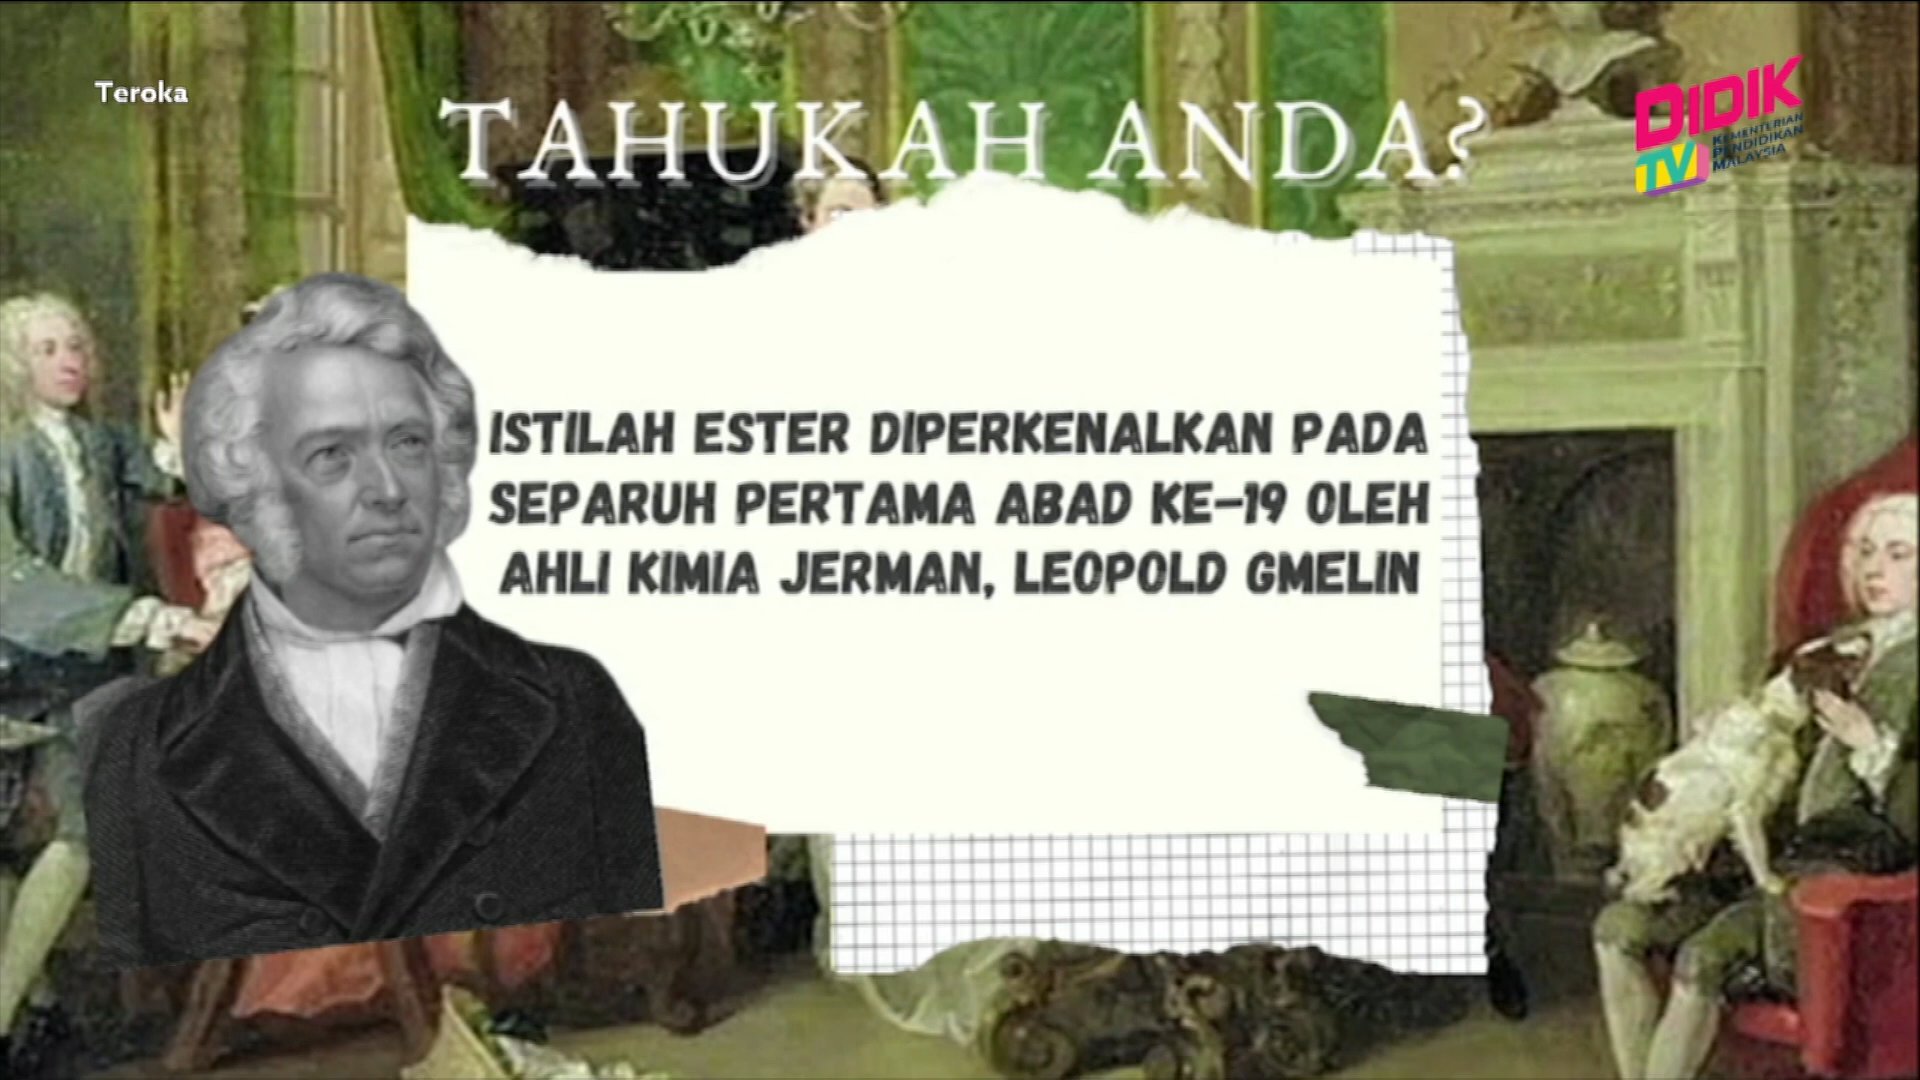 Teroka
TAHUKAH ANDA?
DIDIK
TV
KEMENTERIAN
PENDIDIKAN
MALAYSIA
ISTILAH ESTER DIPERKENALKAN PADA
SEPARUH PERTAMA ABAD KE-19 OLEH
AHLI KIMIA JERMAN, LEOPOLD GMELIN